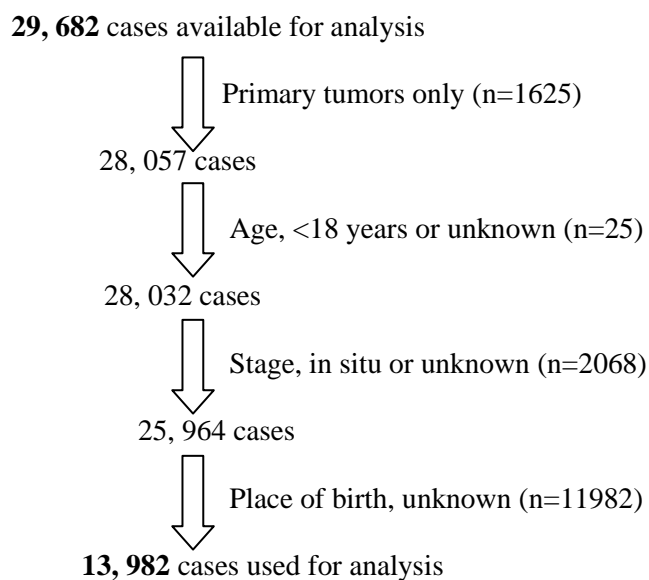 29, 682 cases available for analysis
Primary tumors only (n=1625)
28, 057 cases
Age, <18 years or unknown (n=25)
28, 032 cases
Stage, in situ or unknown (n=2068)
25, 964 cases
Place of birth, unknown (n=11982)
13, 982 cases used for analysis